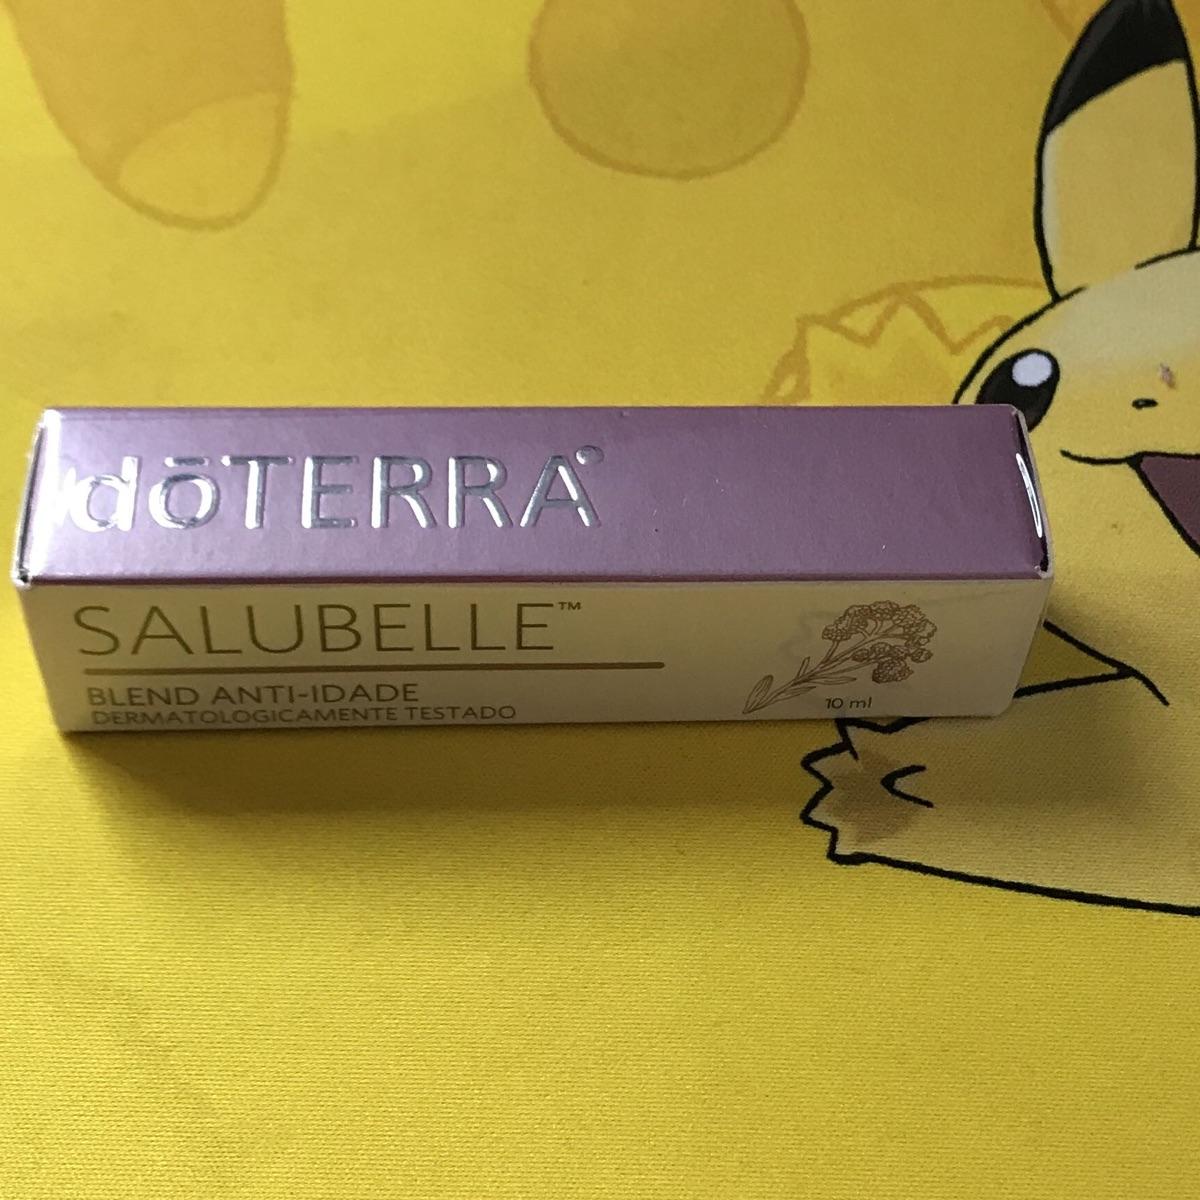 dōTERRA®
SALUBELLE™
BLEND ANTI-IDADE
DERMATOLOGICAMENTE TESTADO
10 ml